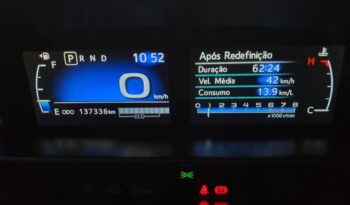 P R N D 10 52
F
0
km/h
E ODO 137336km ECO
Após Redefinição
Duração 62:24
Vel. Média 42 km/h
Consumo 13.9 km/L
H
0 1 2 3 4 5 6 7 8
C
x1000r/min